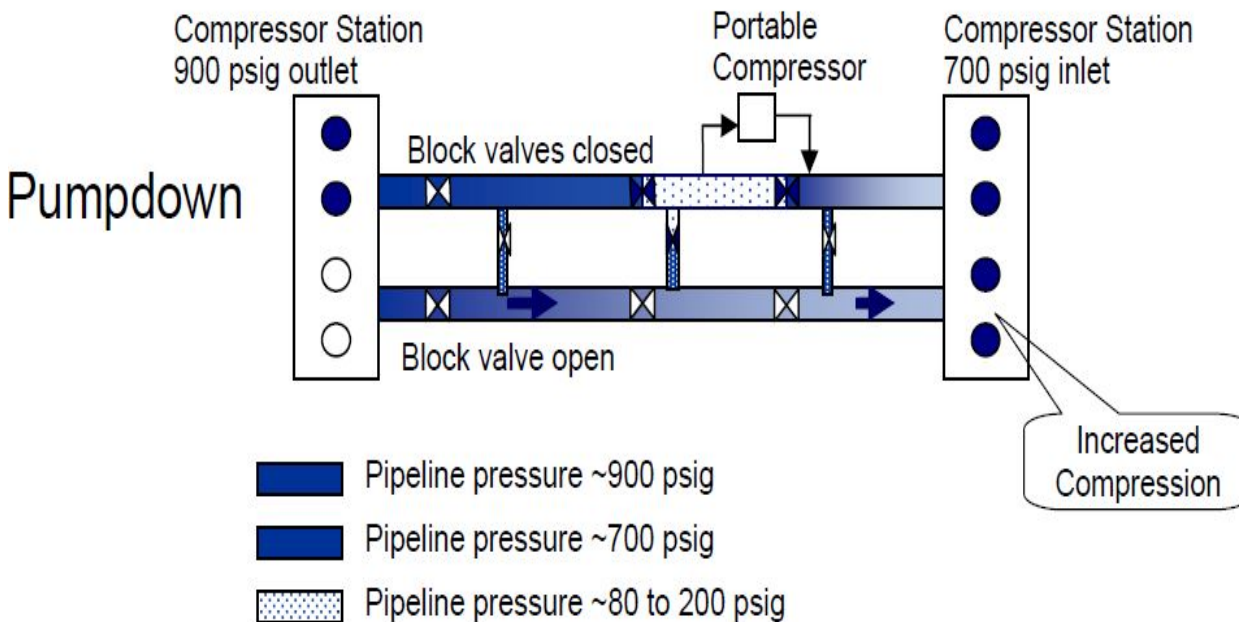 Compressor Station
900 psig outlet
Portable
Compressor
Compressor Station
700 psig inlet
Block valves closed
Pumpdown
Block valve open
Increased
Compression
Pipeline pressure ~900 psig
Pipeline pressure ~700 psig
Pipeline pressure ~80 to 200 psig